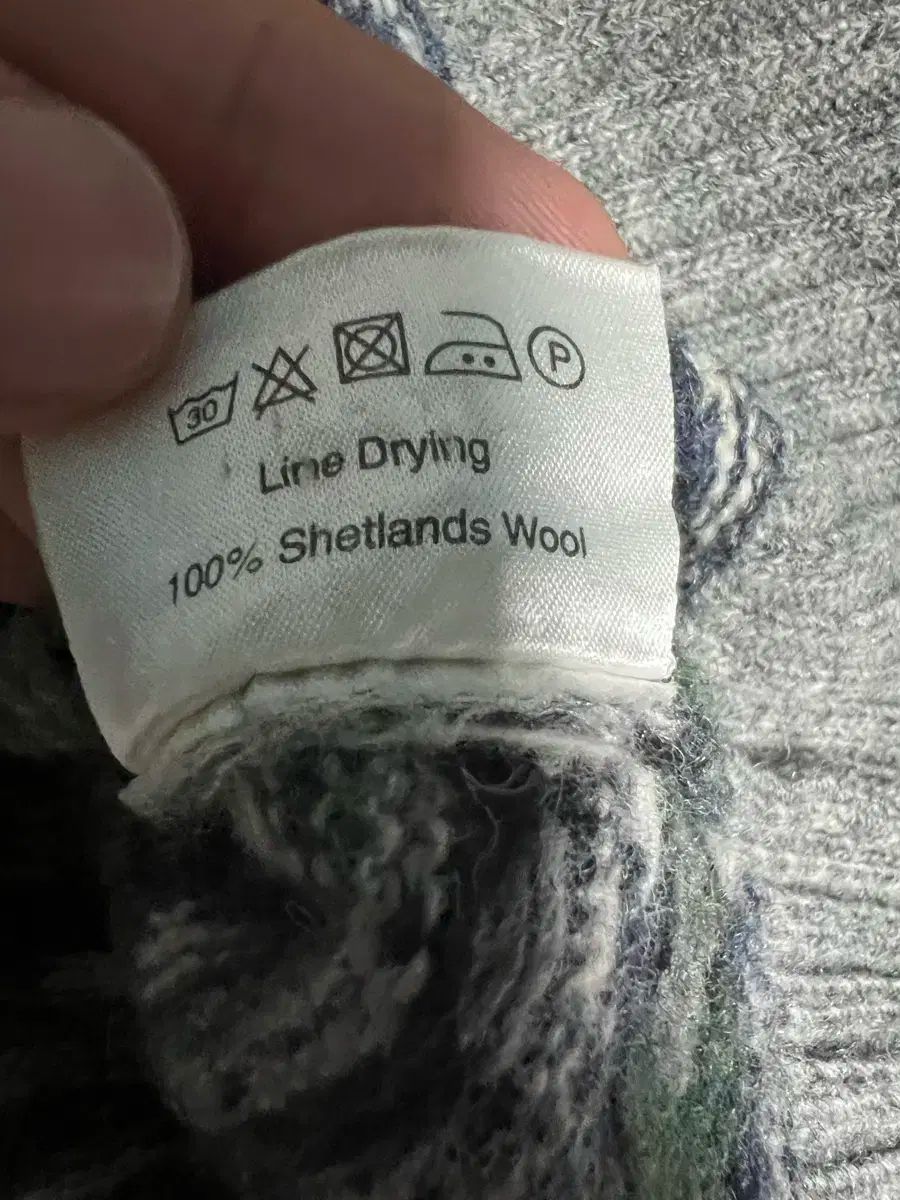 30 P
Line Drying
100% Shetlands Wool